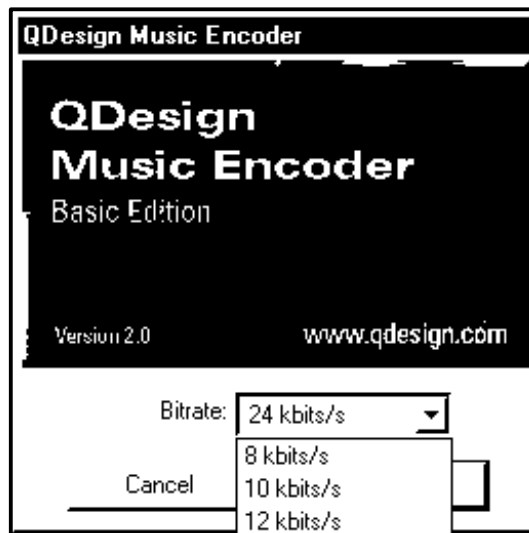 QDesign Music Encoder
QDesign
Music Encoder
Basic Edition
Version 2.0 www.qdesign.com
Bitrate: 24 kbits/s
8 kbits/s
Cancel 10 kbits/s
12 kbits/s